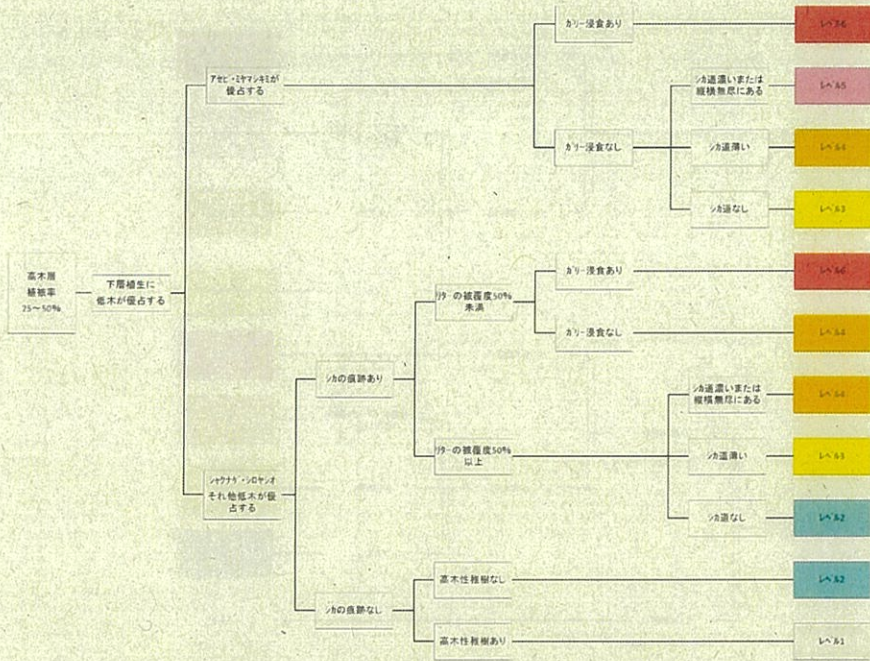 ガリー浸食あり
レベル6
アセビ・ミヤマシキミが
優占する
シカ道濃いまたは
縦横無尽にある
レベル5
ガリー浸食なし
シカ道薄い
レベル4
シカ道なし
レベル3
高木層
植被率
25～50%
下層植生に
低木が優占する
ガリー浸食あり
レベル6
リターの被覆度50%
未満
ガリー浸食なし
レベル4
シカの痕跡あり
シカ道濃いまたは
縦横無尽にある
レベル4
リターの被覆度50%
以上
シカ道薄い
レベル3
シャクナゲ・シロヤシオ
それ他低木が優
占する
シカ道なし
レベル2
高木性稚樹なし
レベル2
シカの痕跡なし
高木性稚樹あり
レベル1